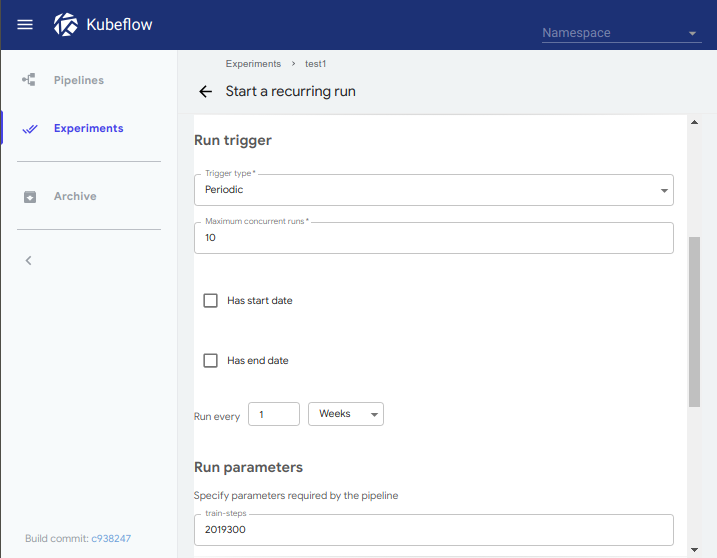 Kubeflow
Namespace
Pipelines
Experiments
Archive
Build commit: c938247
Experiments > test1
Start a recurring run
Run trigger
Trigger type *
Periodic
Maximum concurrent runs *
10
Has start date
Has end date
Run every 1 Weeks
Run parameters
Specify parameters required by the pipeline
train-steps
2019300